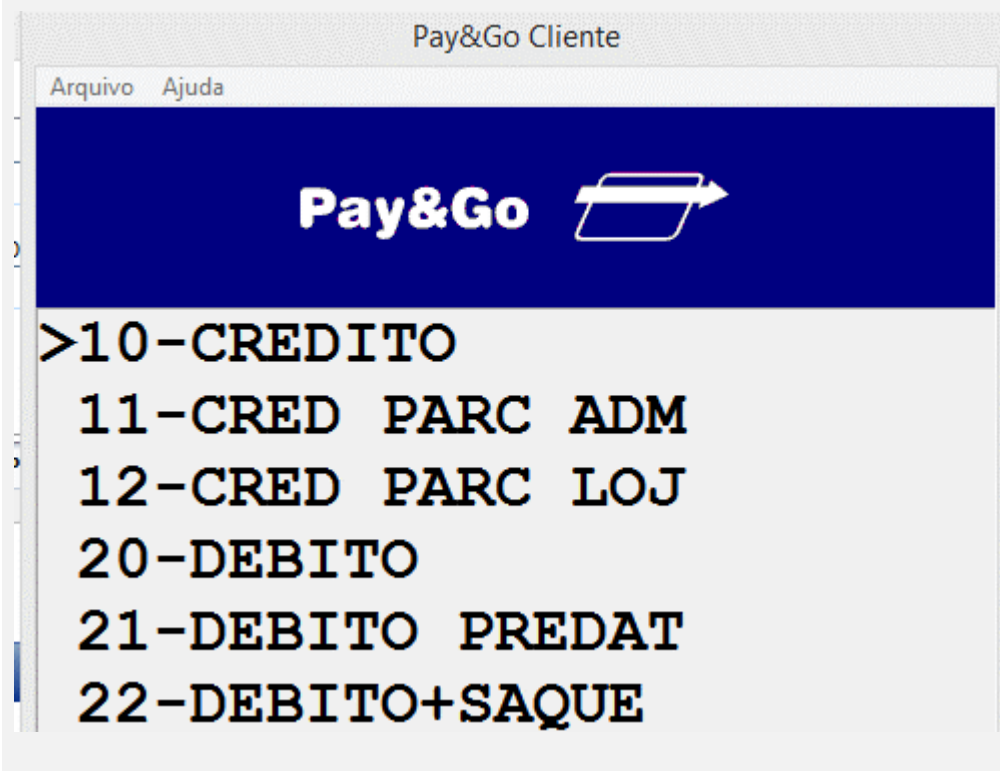 Pay&Go Cliente
Arquivo Ajuda
Pay&Go
>10-CREDITO
11-CRED PARC ADM
12-CRED PARC LOJ
20-DEBITO
21-DEBITO PREDAT
22-DEBITO+SAQUE